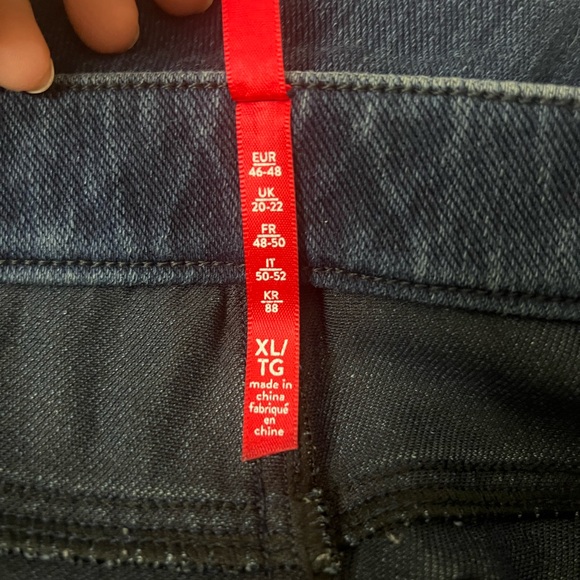 EUR
46-48
UK
20-22
FR
48-50
IT
50-52
KR
88
XL/
TG
made in
china
fabriqué
en
chine